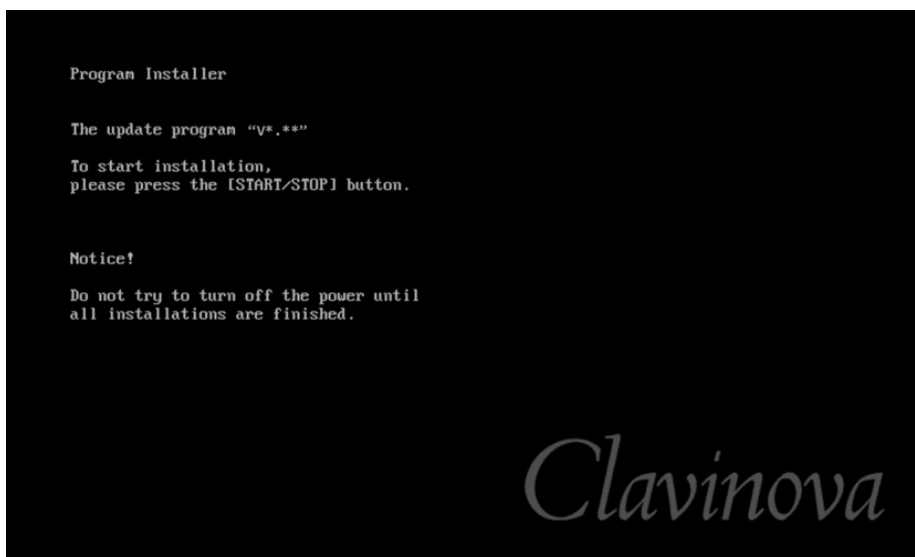 Program Installer
The update program “V*.**”
To start installation,
please press the [START/STOP] button.
Notice!
Do not try to turn off the power until
all installations are finished.
Clavinova